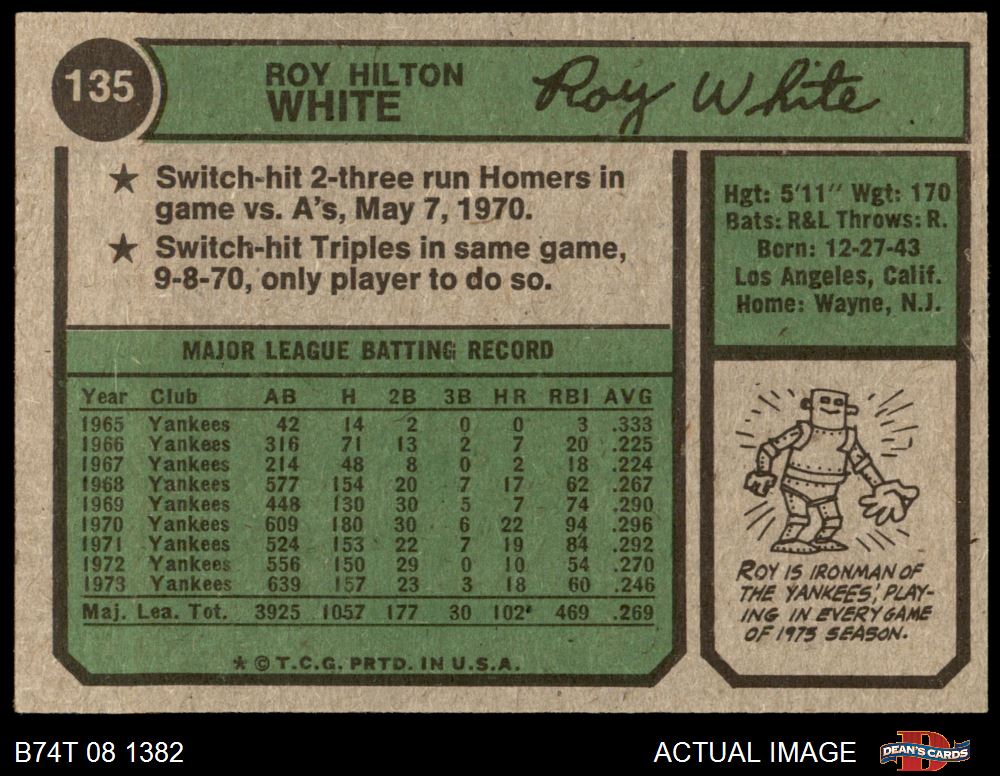 135
ROY HILTON
WHITE
Roy White
★ Switch-hit 2-three run Homers in
game vs. A's, May 7, 1970.
★ Switch-hit Triples in same game,
9-8-70, only player to do so.
Hgt: 5'11" Wgt: 170
Bats: R&L Throws: R.
Born: 12-27-43
Los Angeles, Calif.
Home: Wayne, N.J.
MAJOR LEAGUE BATTING RECORD
Year Club AB H 2B 3B HR RBI AVG
1965 Yankees 42 14 2 0 0 3 .333
1966 Yankees 316 71 13 2 7 20 .225
1967 Yankees 214 48 8 0 2 18 .224
1968 Yankees 577 154 20 7 17 62 .267
1969 Yankees 448 130 30 5 7 74 .290
1970 Yankees 609 180 30 6 22 94 .296
1971 Yankees 524 153 22 7 19 84 .292
1972 Yankees 556 150 29 0 10 54 .270
1973 Yankees 639 157 23 3 18 60 .246
Maj. Lea. Tot. 3925 1057 177 30 102 469 .269
★ © T.C.G. PRTD. IN U.S.A.
ROY IS IRONMAN OF
THE YANKEES', PLAY-
ING IN EVERY GAME
OF 1973 SEASON.
B74T 08 1382
ACTUAL IMAGE
DEAN'S CARDS